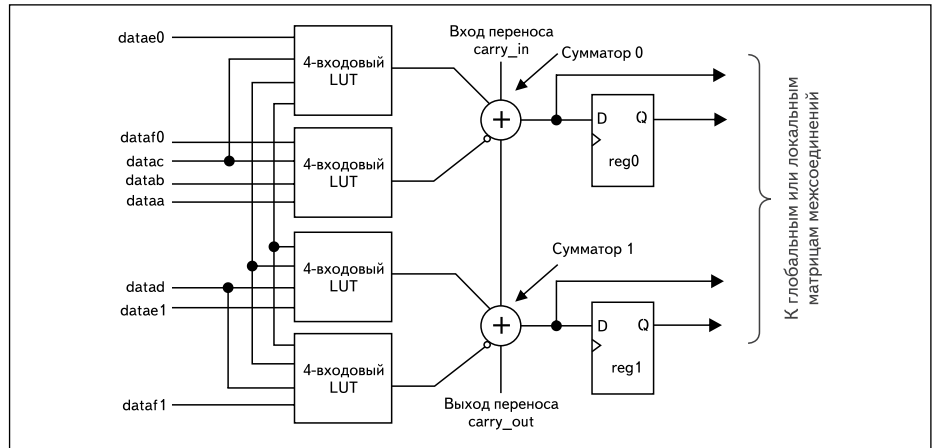 Вход переноса
carry_in
Сумматор 0
datae0
4-входовый
LUT
D
Q
reg0
dataf0
datac
datab
dataa
4-входовый
LUT
Сумматор 1
datad
datae1
4-входовый
LUT
D
Q
reg1
4-входовый
LUT
dataf1
Выход переноса
carry_out
К глобальным или локальным
матрицам межсоединений